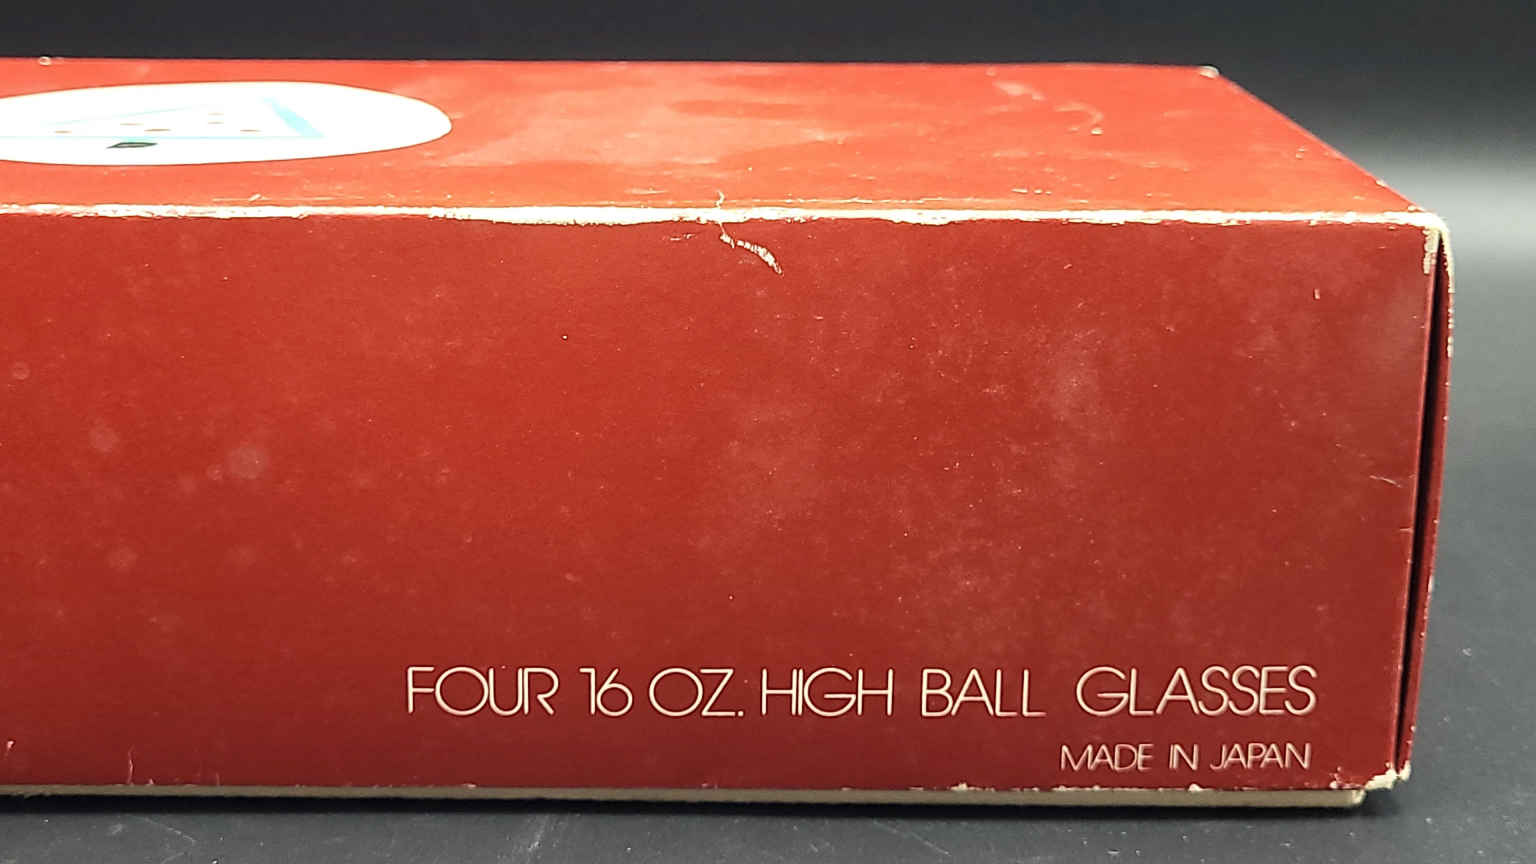 FOUR 16 OZ. HIGH BALL GLASSES
MADE IN JAPAN